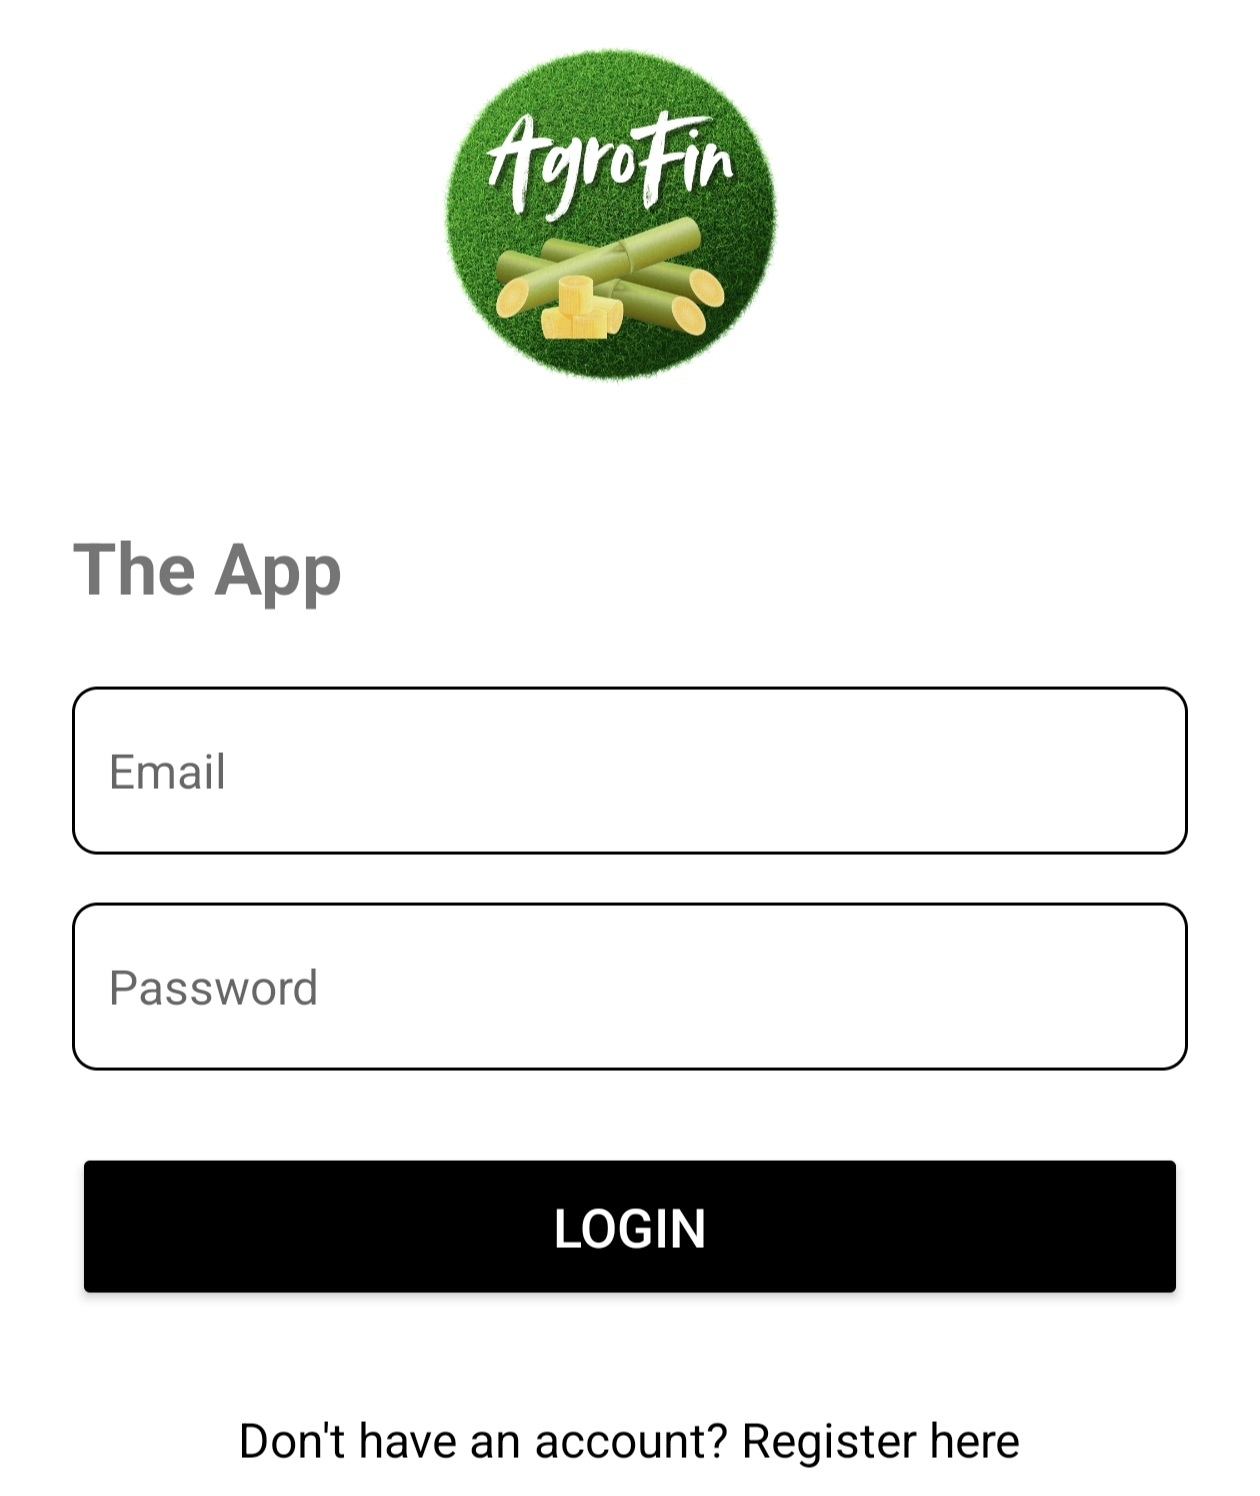 AgroFin
The App
Email
Password
LOGIN
Don't have an account? Register here